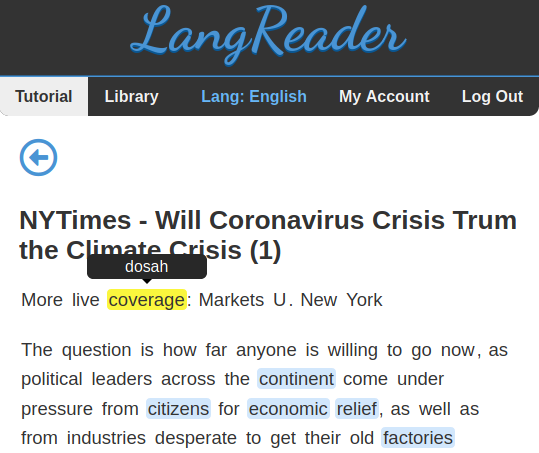 LangReader
Tutorial Library Lang: English My Account Log Out
NYTimes - Will Coronavirus Crisis Trum
the Climate Crisis (1)
dosah
More live coverage: Markets U. New York
The question is how far anyone is willing to go now, as
political leaders across the continent come under
pressure from citizens for economic relief, as well as
from industries desperate to get their old factories